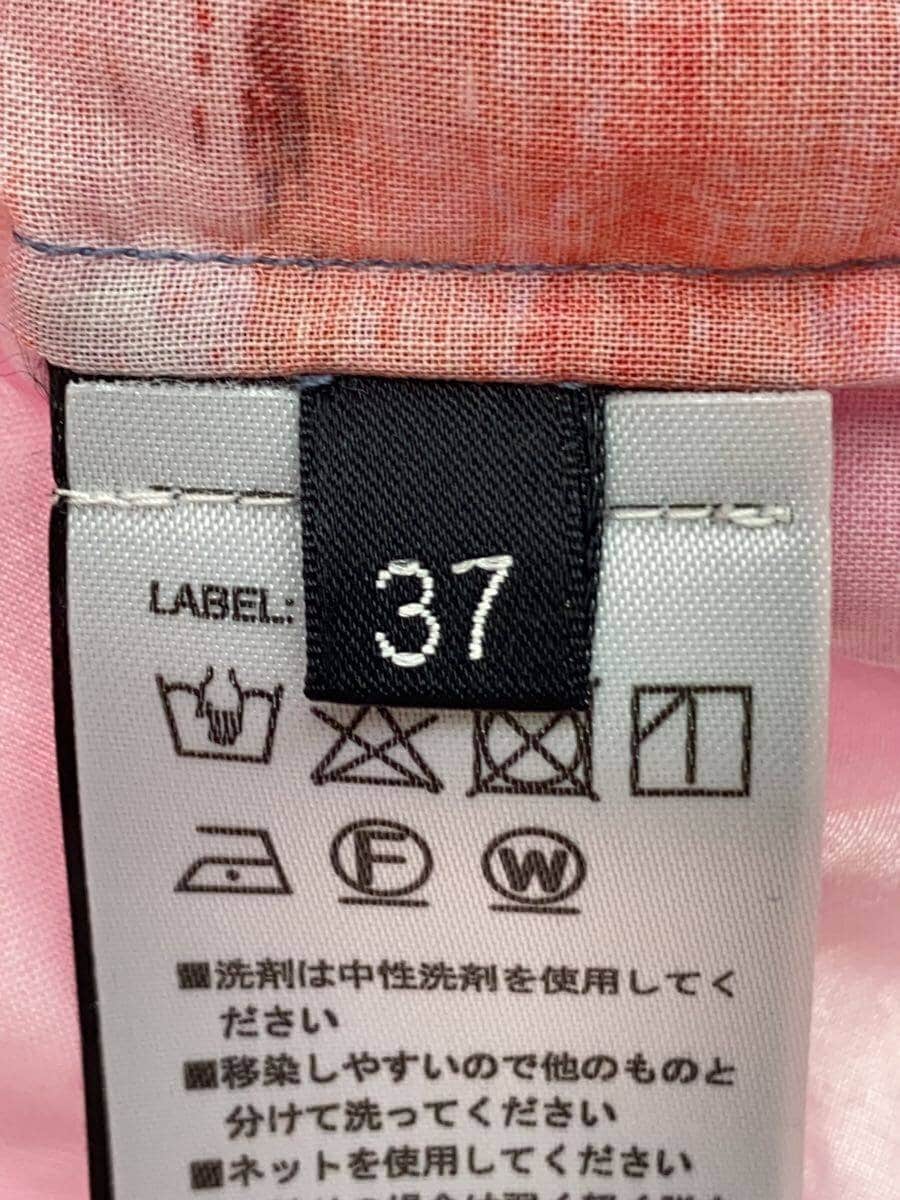 37
LABEL:
F
W
■洗剤は中性洗剤を使用してく
ださい
■移染しやすいので他のものと
分けて洗ってください
■ネットを使用してください